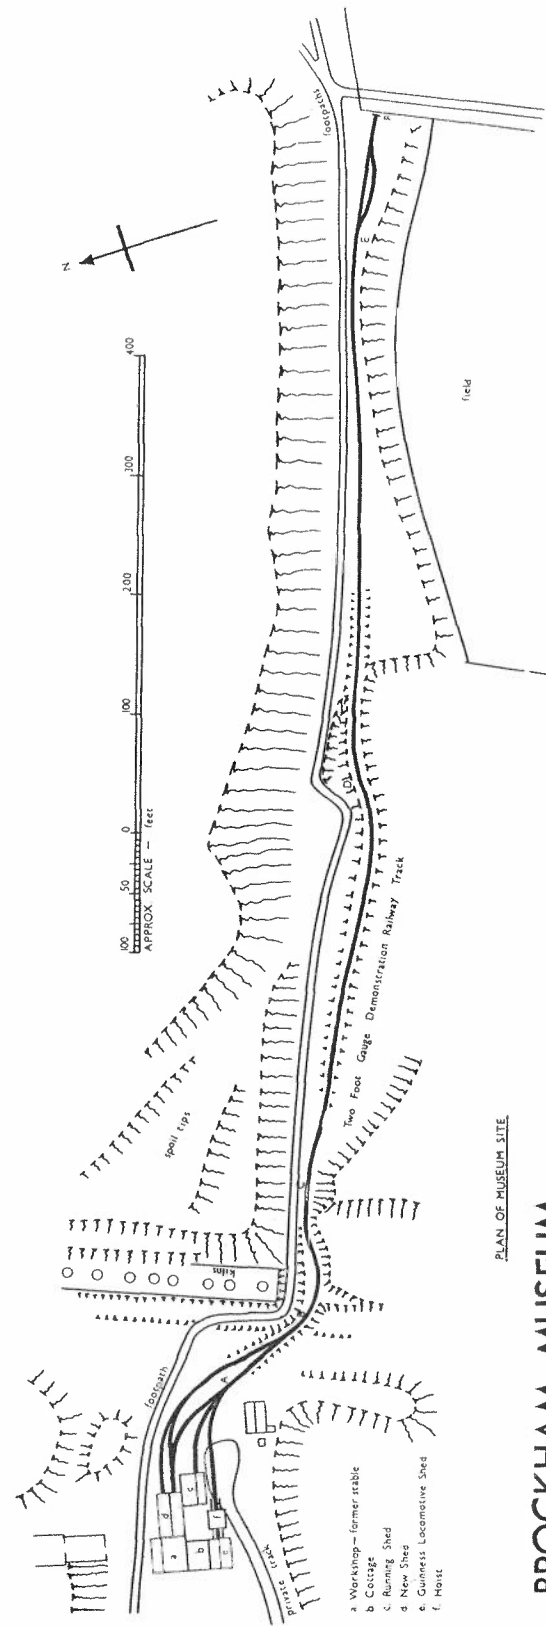 BROCKHAM MUSEUM
PLAN OF MUSEUM SITE
a Workshop – former stable
b Cottage
c. Running Shed
d New Shed
e. Guinness Locomotive Shed
f. Hoist
private track
footpath
a
b
c
d
e
f
A
kilns
spoil tips
C
Two Foot Gauge Demonstration Railway Track
D
100
50
0
100
200
300
400
APPROX. SCALE – feet
N
field
E
F
footpaths